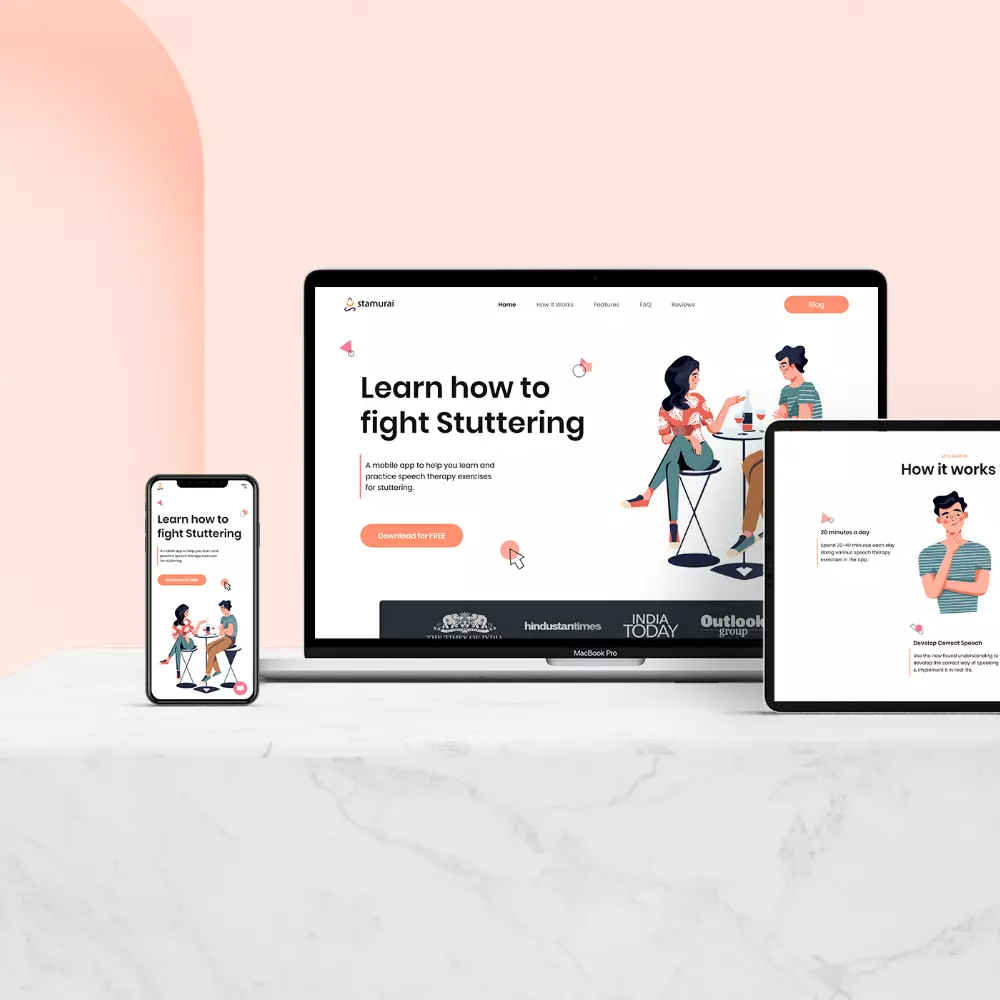 stamurai
Home
How It Works
Features
FAQ
Reviews
Blog
Learn how to
fight Stuttering
A mobile app to help you learn and
practice speech therapy exercises
for stuttering.
Download for FREE
THE TIMES OF INDIA
hindustantimes
INDIA
TODAY
Outlook
group
MacBook Pro
Learn how to
fight Stuttering
A mobile app to help you learn and
practice speech therapy exercises
for stuttering.
Download for FREE
How it works
20 minutes a day
Spend 20-40 minutes each day
doing various speech therapy
exercises in the app.
Develop Correct Speech
Use the new found understanding to
develop the correct way of speaking
& implement it in real life.